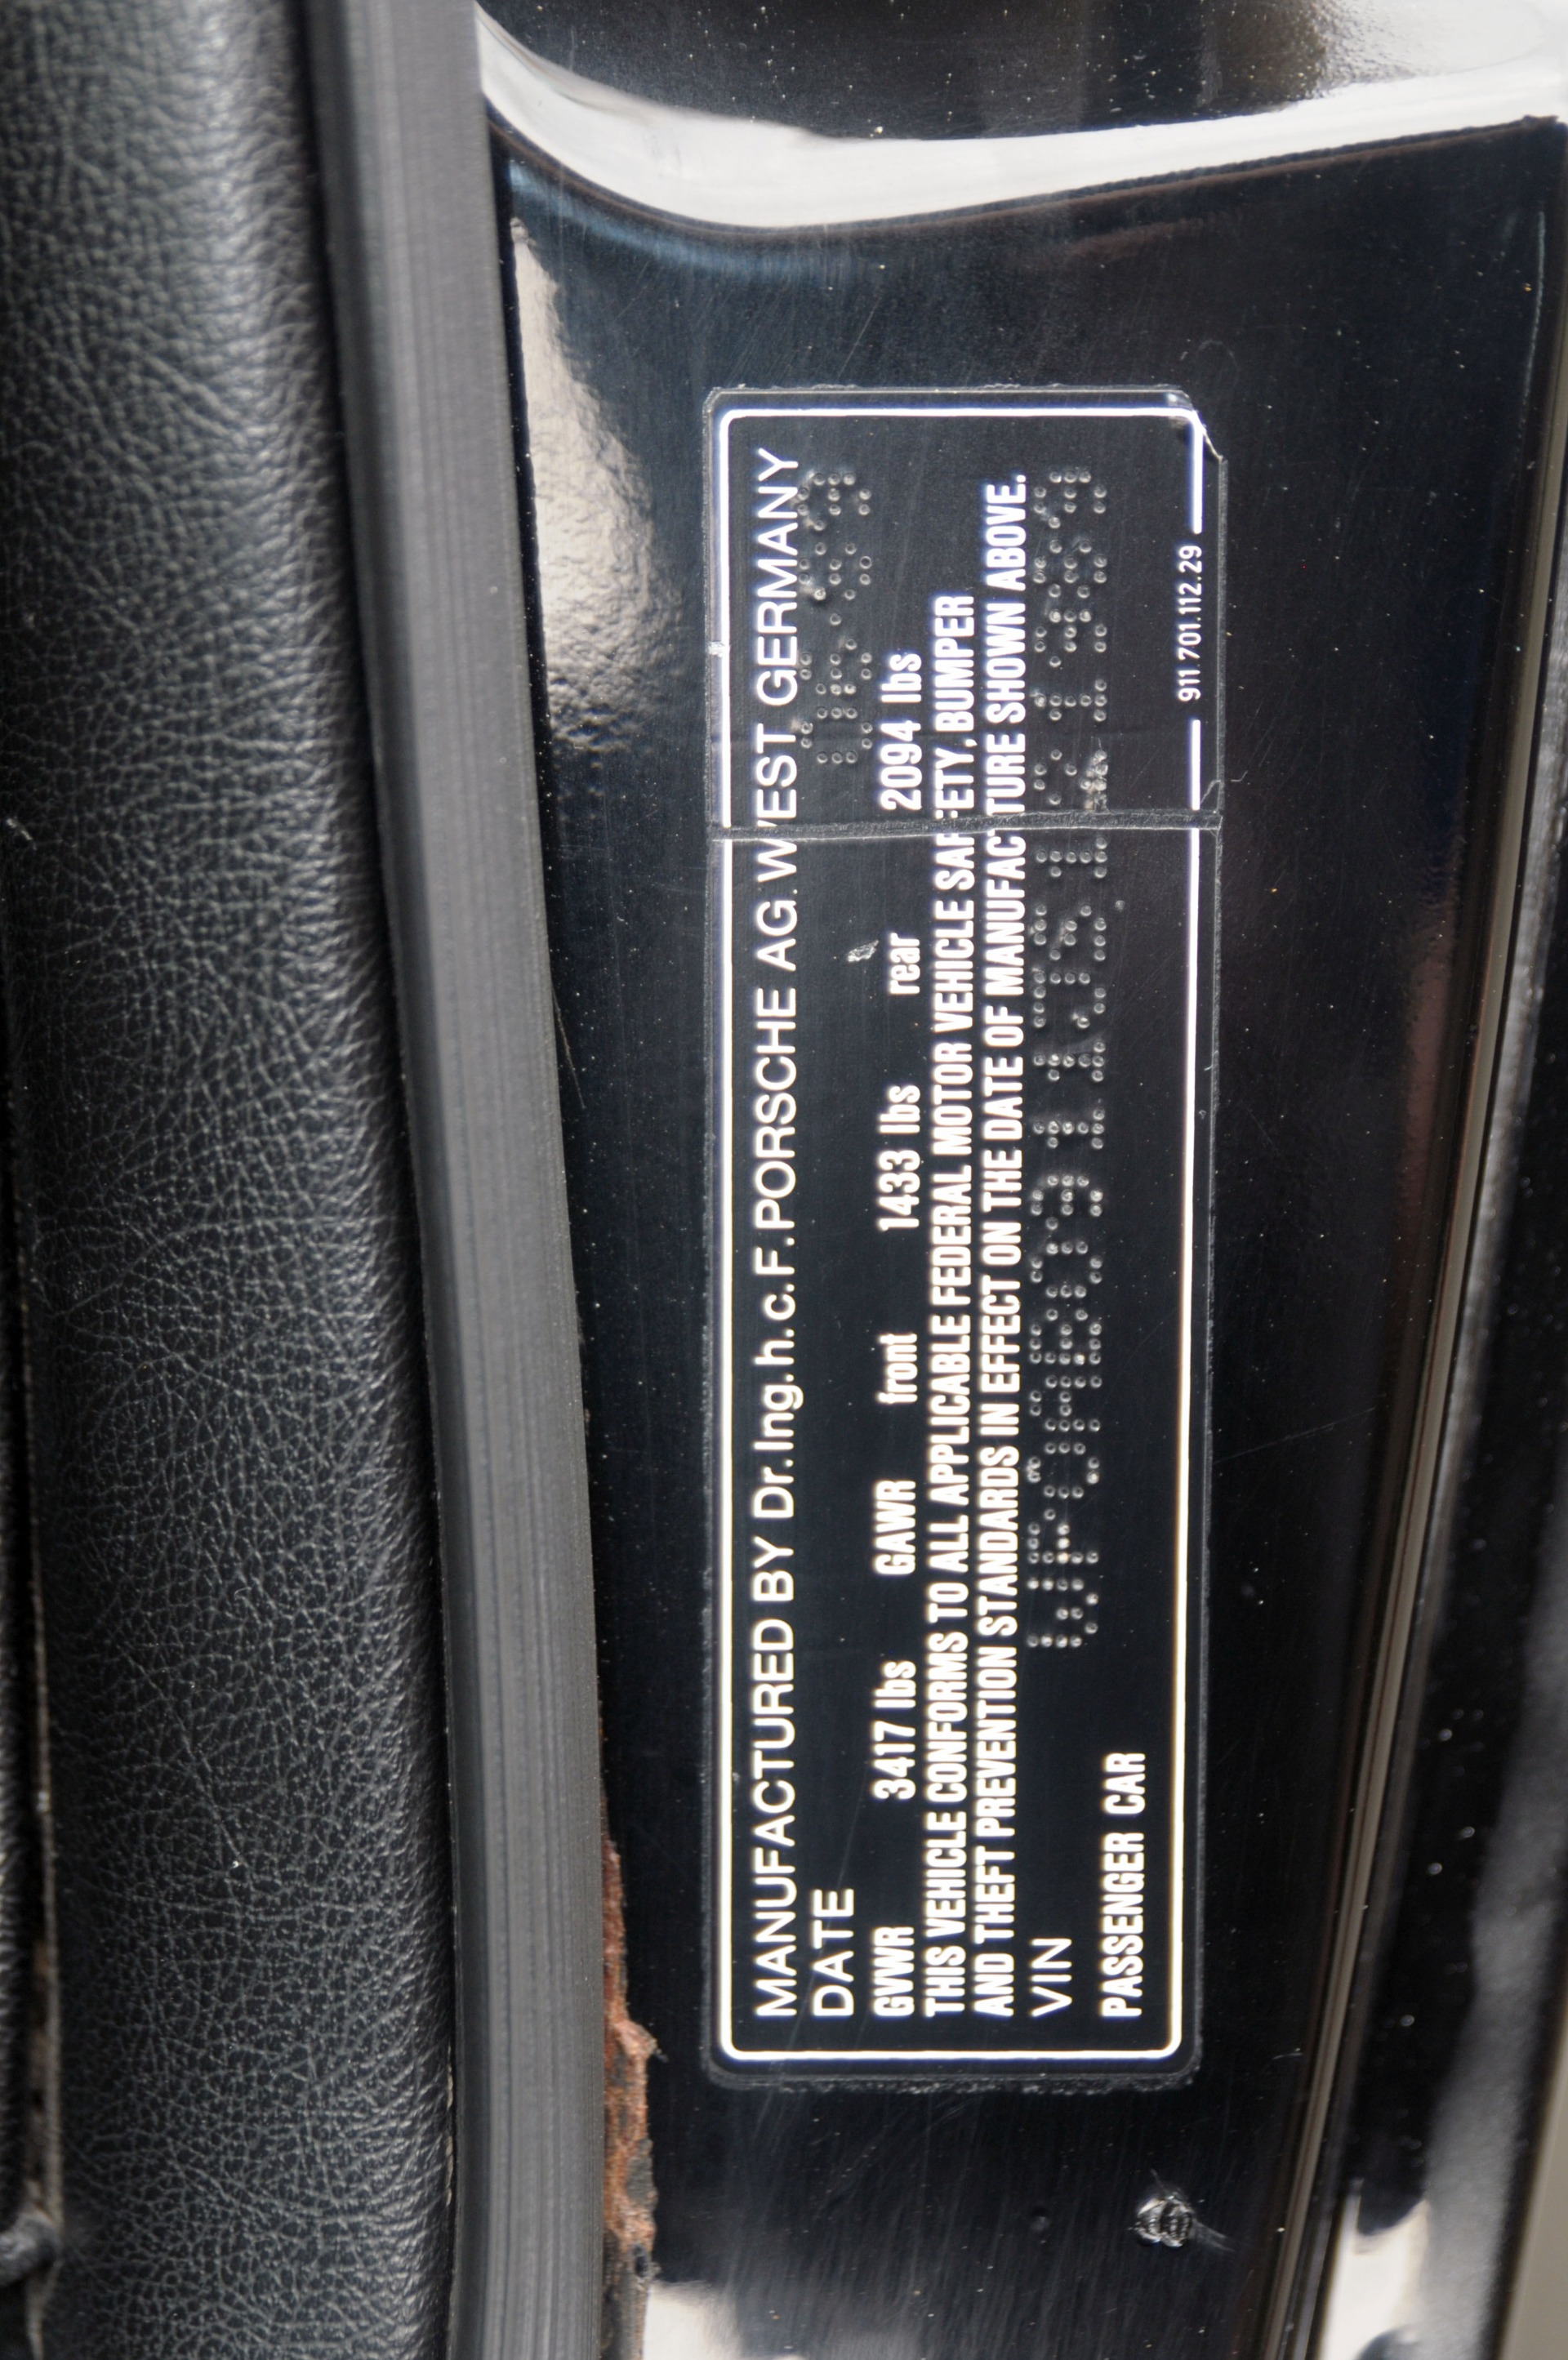 MANUFACTURED BY Dr.Ing.h.c.F.PORSCHE AG.WEST GERMANY
DATE
GVWR 3417 lbs GAWR front 1433 lbs rear 2094 lbs
THIS VEHICLE CONFORMS TO ALL APPLICABLE FEDERAL MOTOR VEHICLE SAFETY, BUMPER
AND THEFT PREVENTION STANDARDS IN EFFECT ON THE DATE OF MANUFACTURE SHOWN ABOVE.
VIN
PASSENGER CAR
911.701.112.29